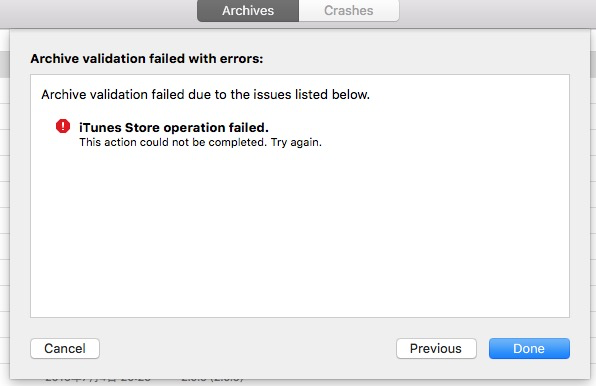 Archives
Crashes
Archive validation failed with errors:
Archive validation failed due to the issues listed below.
iTunes Store operation failed.
This action could not be completed. Try again.
Cancel
Previous
Done